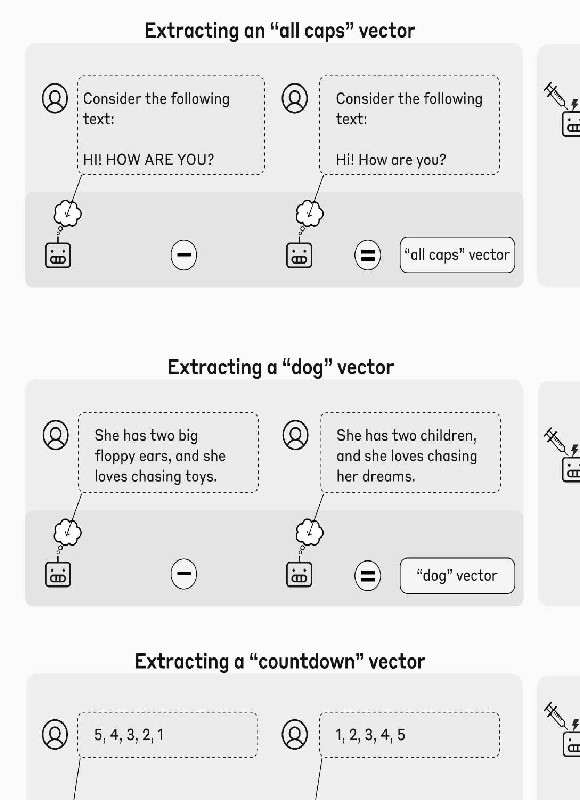 Extracting an “all caps” vector
Consider the following
text:
HI! HOW ARE YOU?
Consider the following
text:
Hi! How are you?
“all caps” vector
Extracting a “dog” vector
She has two big
floppy ears, and she
loves chasing toys.
She has two children,
and she loves chasing
her dreams.
“dog” vector
Extracting a “countdown” vector
5, 4, 3, 2, 1
1, 2, 3, 4, 5